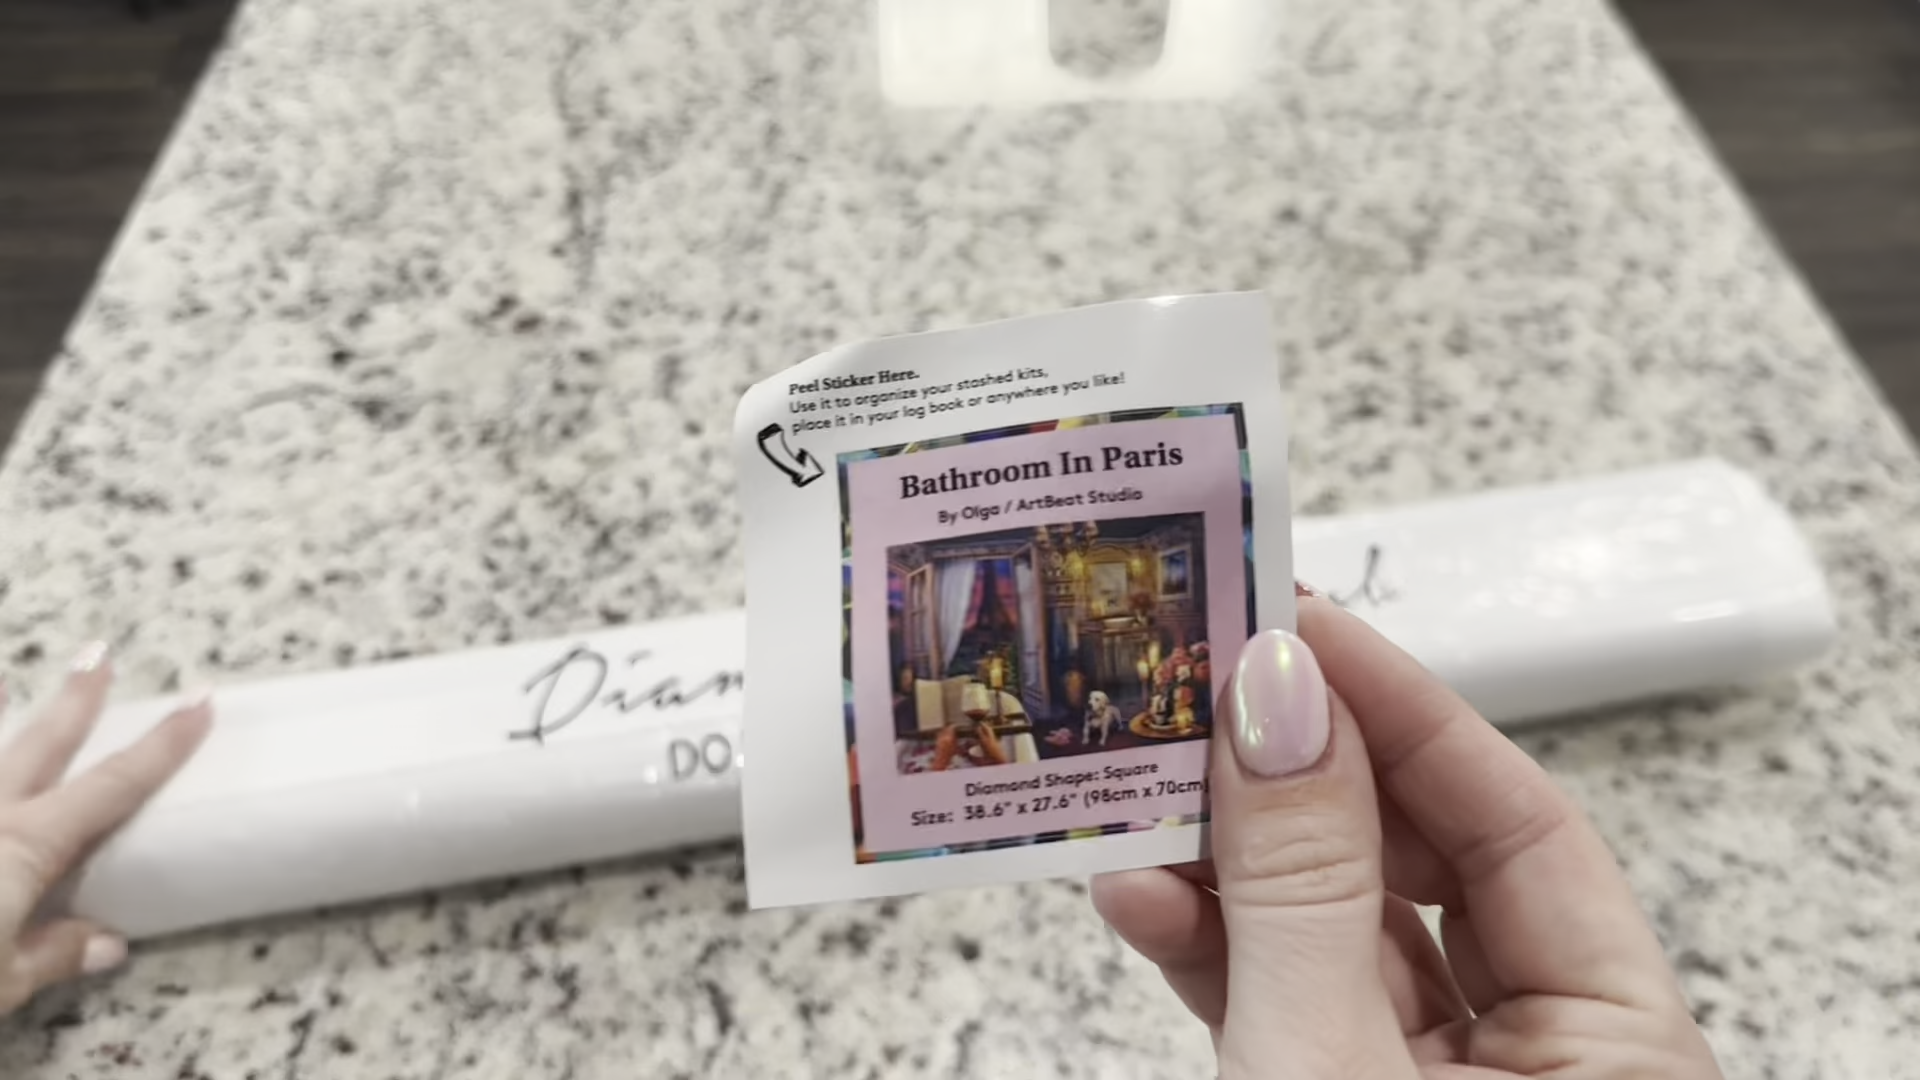 Peel Sticker Here.
Use it to organize your stashed kits,
place it in your log book or anywhere you like!
Bathroom In Paris
By Olga / ArtBeat Studio
Diamond Shape: Square
Size: 38.6" x 27.6" (98cm x 70cm)